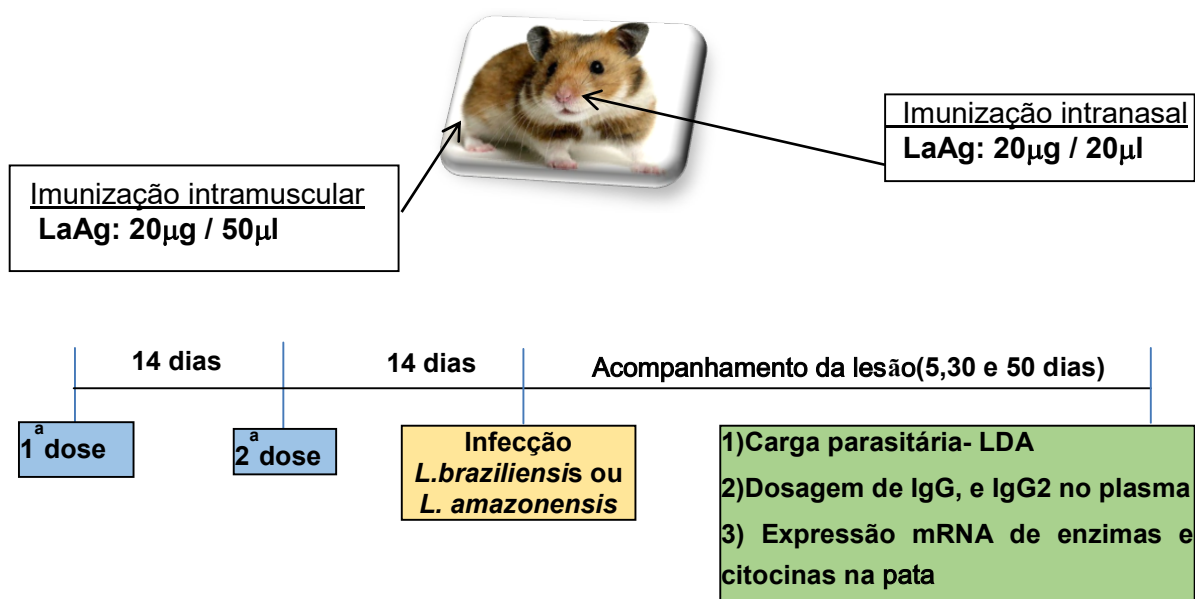 Imunização intranasal
LaAg: 20μg / 20μl
Imunização intramuscular
LaAg: 20μg / 50μl
14 dias
14 dias
Acompanhamento da lesão(5,30 e 50 dias)
1ª dose
2ª dose
Infecção
L.braziliensis ou
L. amazonensis
1)Carga parasitária- LDA
2)Dosagem de IgG, e IgG2 no plasma
3) Expressão mRNA de enzimas e
citocinas na pata